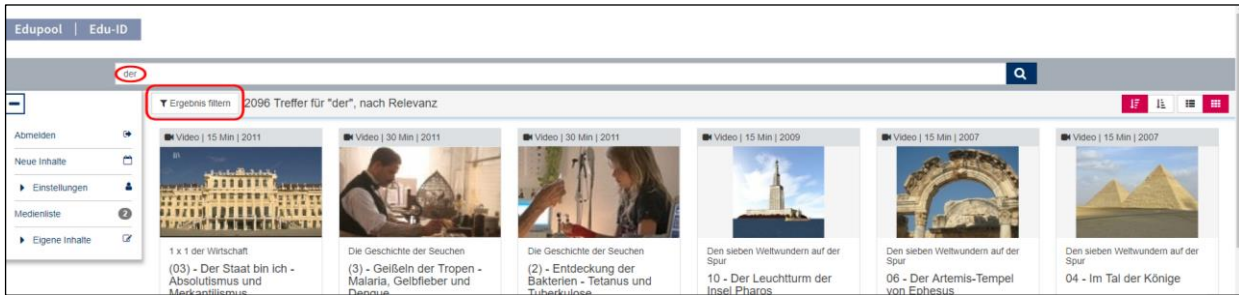 Edupool | Edu-ID
der
Ergebnis filtern 2096 Treffer für "der", nach Relevanz
Abmelden
Neue Inhalte
Einstellungen
Medienliste 2
Eigene Inhalte
Video | 15 Min | 2011
1 x 1 der Wirtschaft
(03) - Der Staat bin ich -
Absolutismus und
Merkantilismus
Video | 30 Min | 2011
Die Geschichte der Seuchen
(3) - Geißeln der Tropen -
Malaria, Gelbfieber und
Dengue
Video | 30 Min | 2011
Die Geschichte der Seuchen
(2) - Entdeckung der
Bakterien - Tetanus und
Tuberkulose
Video | 15 Min | 2009
Den sieben Weltwundern auf der
Spur
10 - Der Leuchtturm der
Insel Pharos
Video | 15 Min | 2007
Den sieben Weltwundern auf der
Spur
06 - Der Artemis-Tempel
von Ephesus
Video | 15 Min | 2007
Den sieben Weltwundern auf der
Spur
04 - Im Tal der Könige